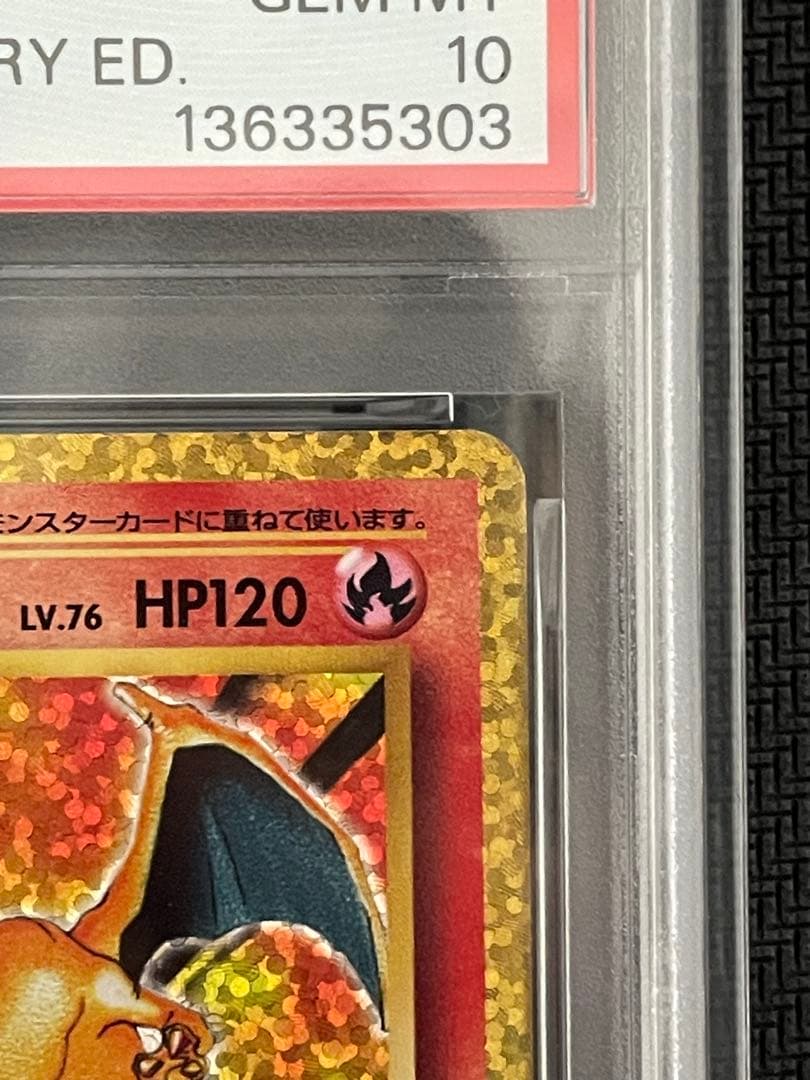 GEM MT
RY ED. 10
136335303
モンスターカードに重ねて使います。
LV.76 HP120